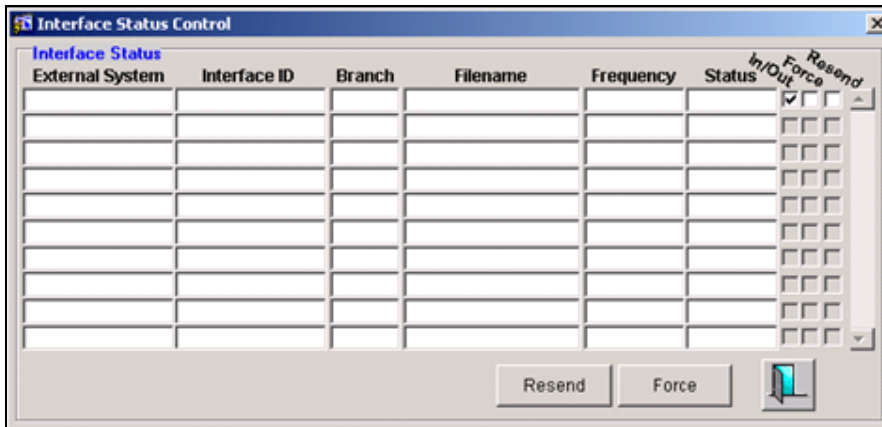 Interface Status Control
Interface Status
External System Interface ID Branch Filename Frequency Status In/Out Force Resend
Resend Force